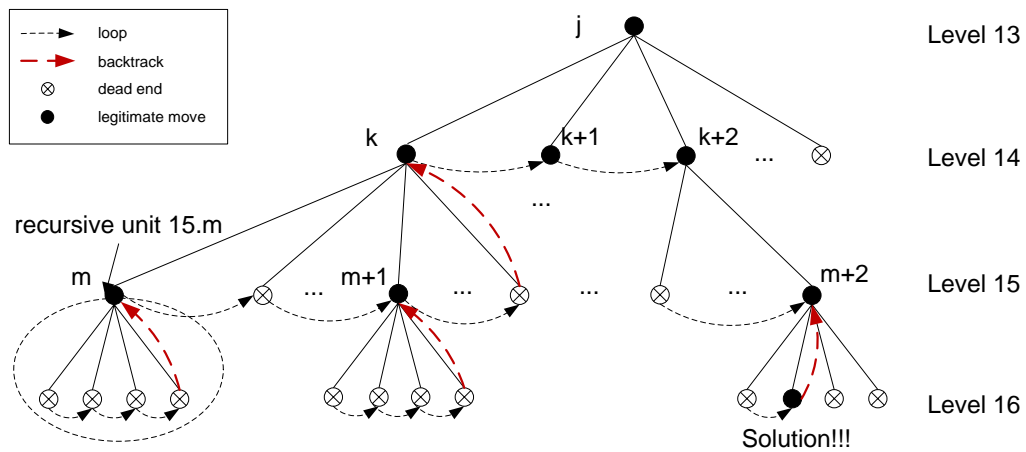 loop
backtrack
dead end
legitimate move
j
Level 13
k
k+1
k+2
...
Level 14
...
recursive unit 15.m
m
...
m+1
...
...
...
m+2
Level 15
Level 16
Solution!!!